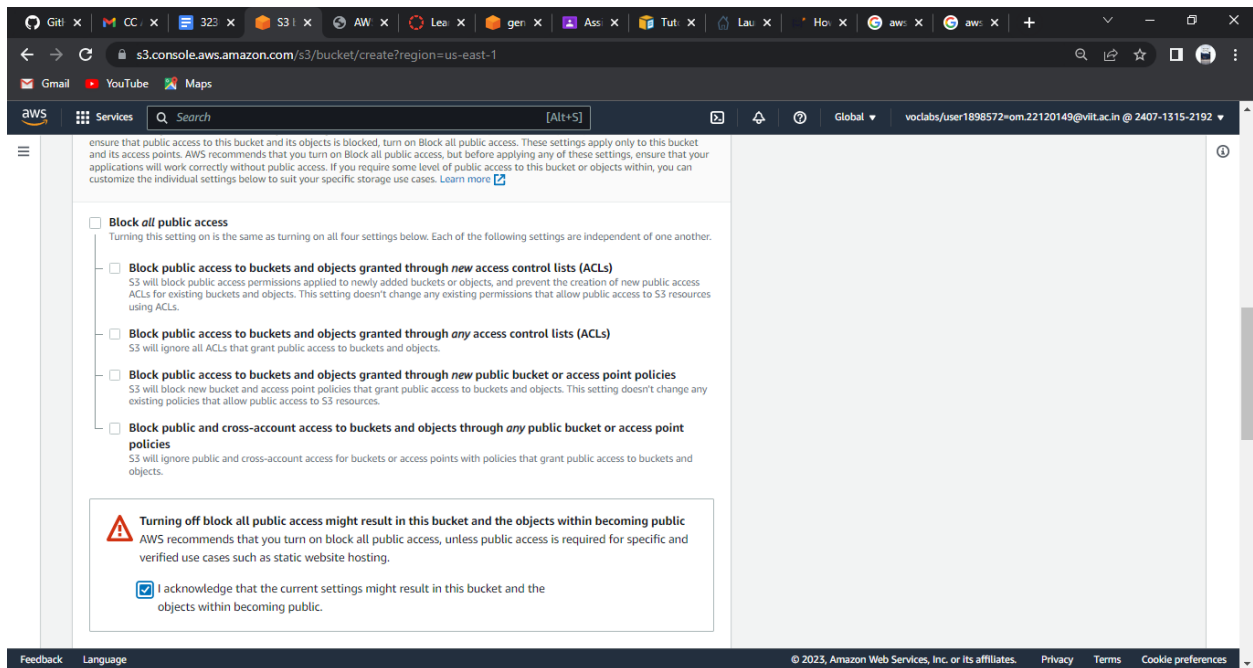 Gith
M CC
323
S3 b
AW
Lear
gen
Assi
Tuto
Lau
How
G aws
G aws
s3.console.aws.amazon.com/s3/bucket/create?region=us-east-1
Gmail YouTube Maps
aws Services Search [Alt+S] Global voclabs/user1898572=om.22120149@viit.ac.in @ 2407-1315-2192
ensure that public access to this bucket and its objects is blocked, turn on Block all public access. These settings apply only to this bucket
and its access points. AWS recommends that you turn on Block all public access, but before applying any of these settings, ensure that your
applications will work correctly without public access. If you require some level of public access to this bucket or objects within, you can
customize the individual settings below to suit your specific storage use cases. Learn more
Block all public access
Turning this setting on is the same as turning on all four settings below. Each of the following settings are independent of one another.
Block public access to buckets and objects granted through new access control lists (ACLs)
S3 will block public access permissions applied to newly added buckets or objects, and prevent the creation of new public access
ACLs for existing buckets and objects. This setting doesn't change any existing permissions that allow public access to S3 resources
using ACLs.
Block public access to buckets and objects granted through any access control lists (ACLs)
S3 will ignore all ACLs that grant public access to buckets and objects.
Block public access to buckets and objects granted through new public bucket or access point policies
S3 will block new bucket and access point policies that grant public access to buckets and objects. This setting doesn't change any
existing policies that allow public access to S3 resources.
Block public and cross-account access to buckets and objects through any public bucket or access point
policies
S3 will ignore public and cross-account access for buckets or access points with policies that grant public access to buckets and
objects.
Turning off block all public access might result in this bucket and the objects within becoming public
AWS recommends that you turn on block all public access, unless public access is required for specific and
verified use cases such as static website hosting.
I acknowledge that the current settings might result in this bucket and the
objects within becoming public.
Feedback Language © 2023, Amazon Web Services, Inc. or its affiliates. Privacy Terms Cookie preferences